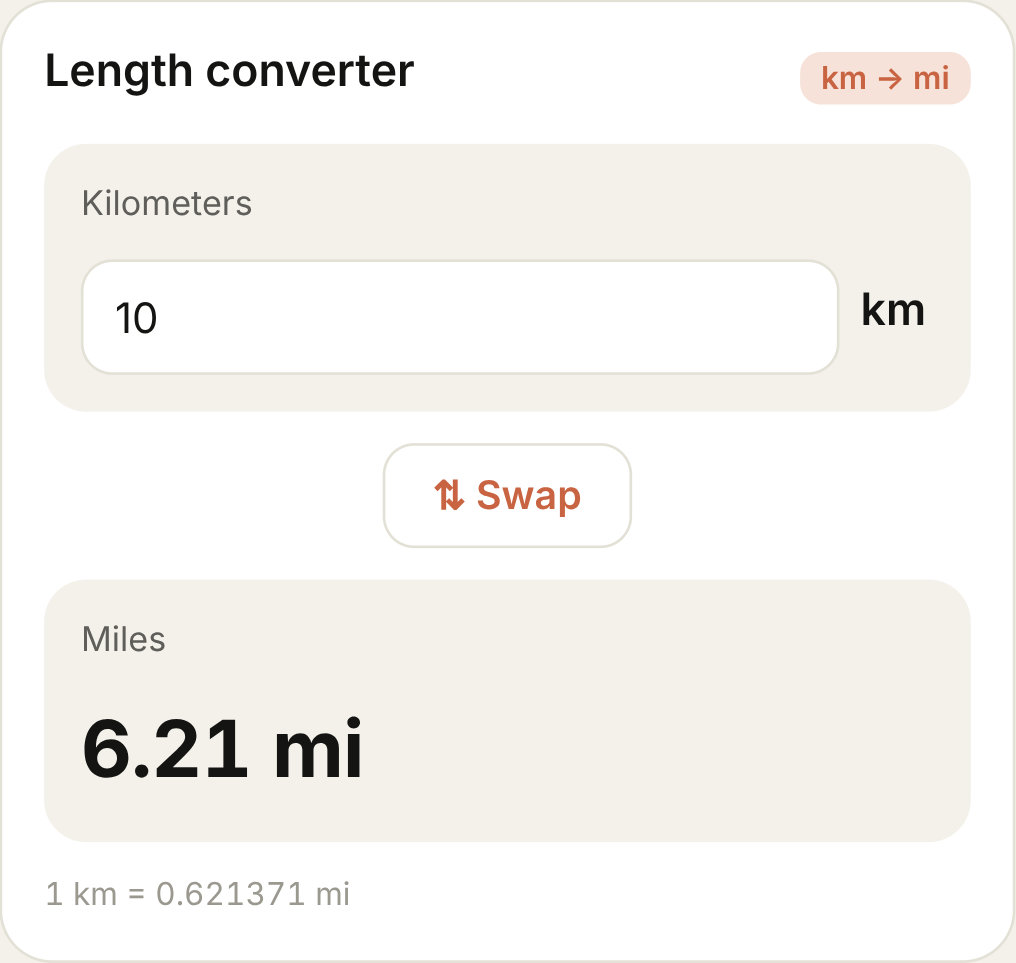 Length converter
km → mi
Kilometers
10
km
⇅ Swap
Miles
6.21 mi
1 km = 0.621371 mi